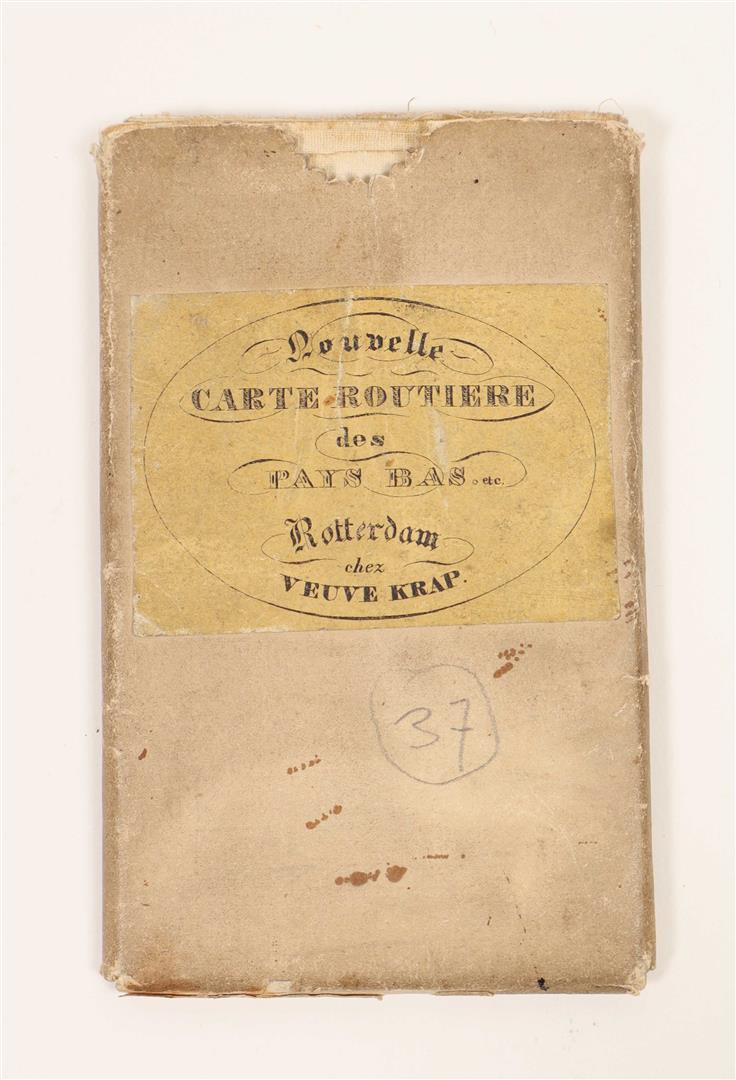 Nouvelle
CARTE ROUTIERE
des
PAYS BAS. etc.
Rotterdam
chez
VEUVE KRAP.
37